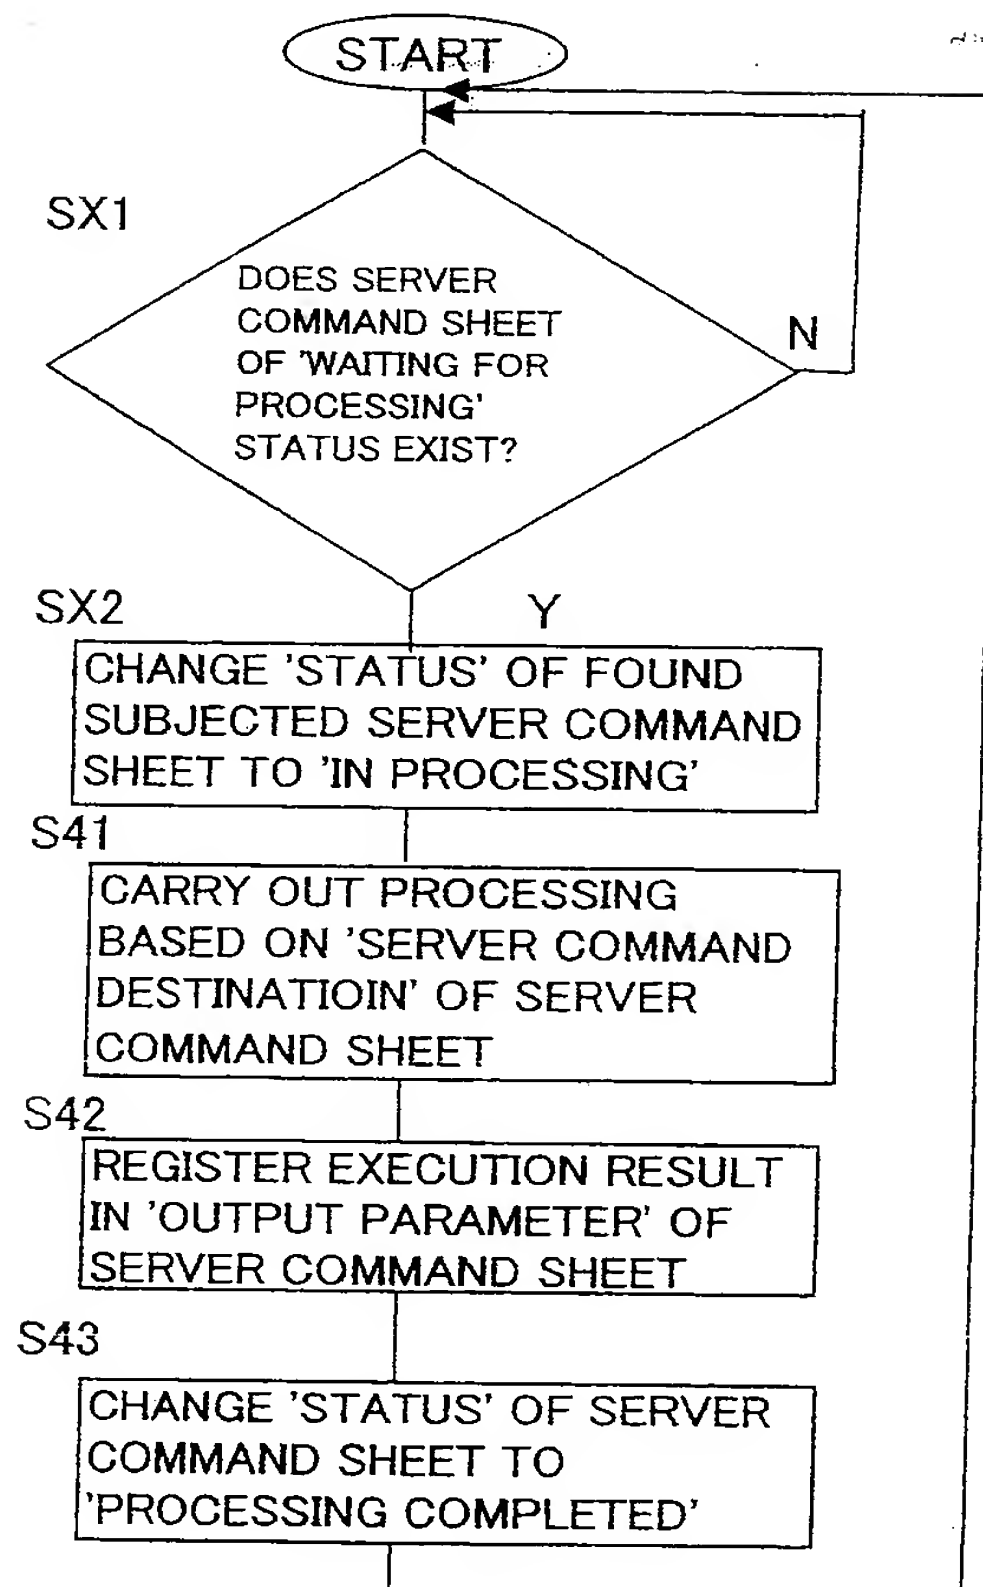 START
SX1
DOES SERVER
COMMAND SHEET
OF 'WAITING FOR
PROCESSING'
STATUS EXIST?
N
SX2
Y
CHANGE 'STATUS' OF FOUND
SUBJECTED SERVER COMMAND
SHEET TO 'IN PROCESSING'
S41
CARRY OUT PROCESSING
BASED ON 'SERVER COMMAND
DESTINATIOIN' OF SERVER
COMMAND SHEET
S42
REGISTER EXECUTION RESULT
IN 'OUTPUT PARAMETER' OF
SERVER COMMAND SHEET
S43
CHANGE 'STATUS' OF SERVER
COMMAND SHEET TO
'PROCESSING COMPLETED'